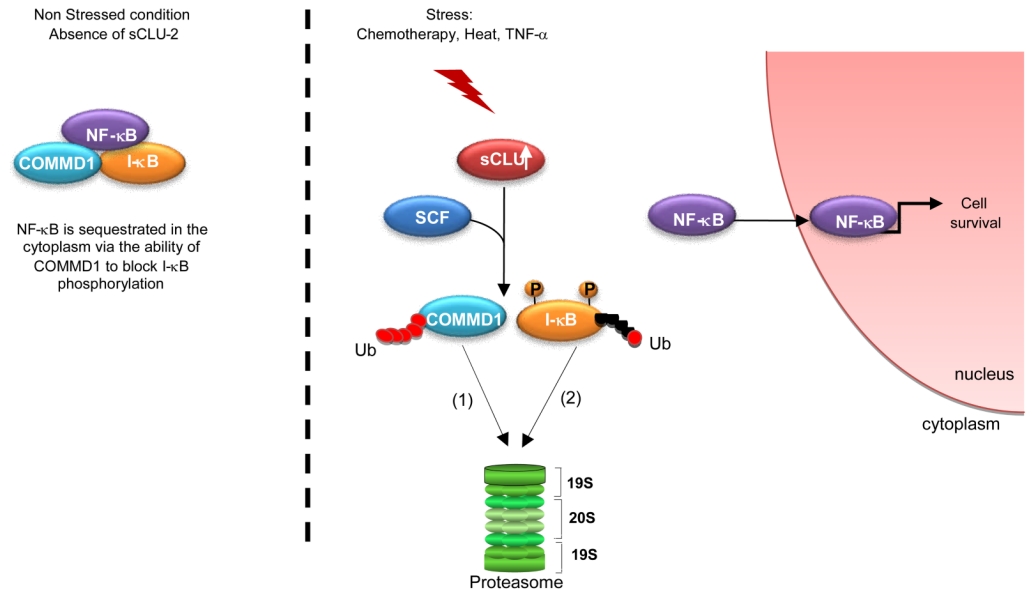 Non Stressed condition
Absence of sCLU-2
NF-κB
COMMD1
I-κB
NF-κB is sequestrated in the
cytoplasm via the ability of
COMMD1 to block I-κB
phosphorylation
Stress:
Chemotherapy, Heat, TNF-α
sCLU
SCF
P
P
COMMD1
I-κB
Ub
Ub
(1)
(2)
19S
20S
19S
Proteasome
NF-κB
NF-κB
Cell
survival
nucleus
cytoplasm